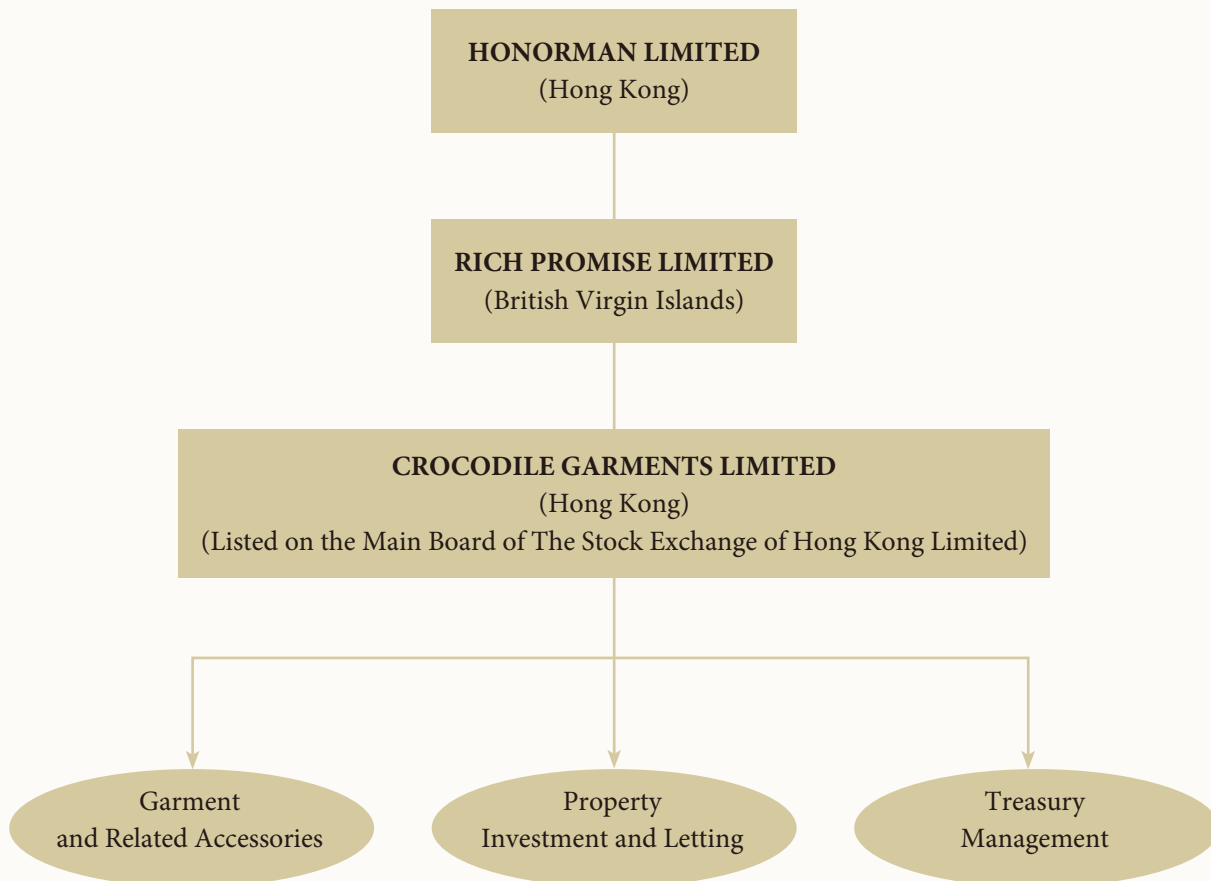 HONORMAN LIMITED
(Hong Kong)
RICH PROMISE LIMITED
(British Virgin Islands)
CROCODILE GARMENTS LIMITED
(Hong Kong)
(Listed on the Main Board of The Stock Exchange of Hong Kong Limited)
Garment
and Related Accessories
Property
Investment and Letting
Treasury
Management